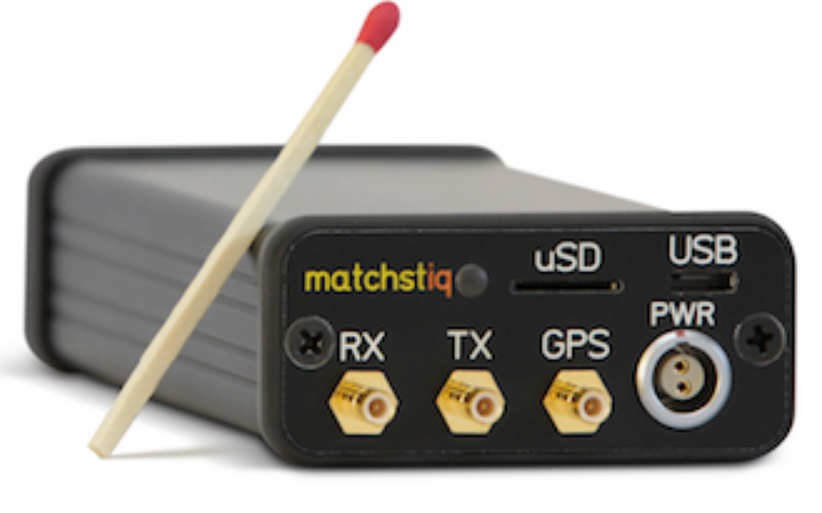 matchstiq uSD USB
PWR
RX TX GPS